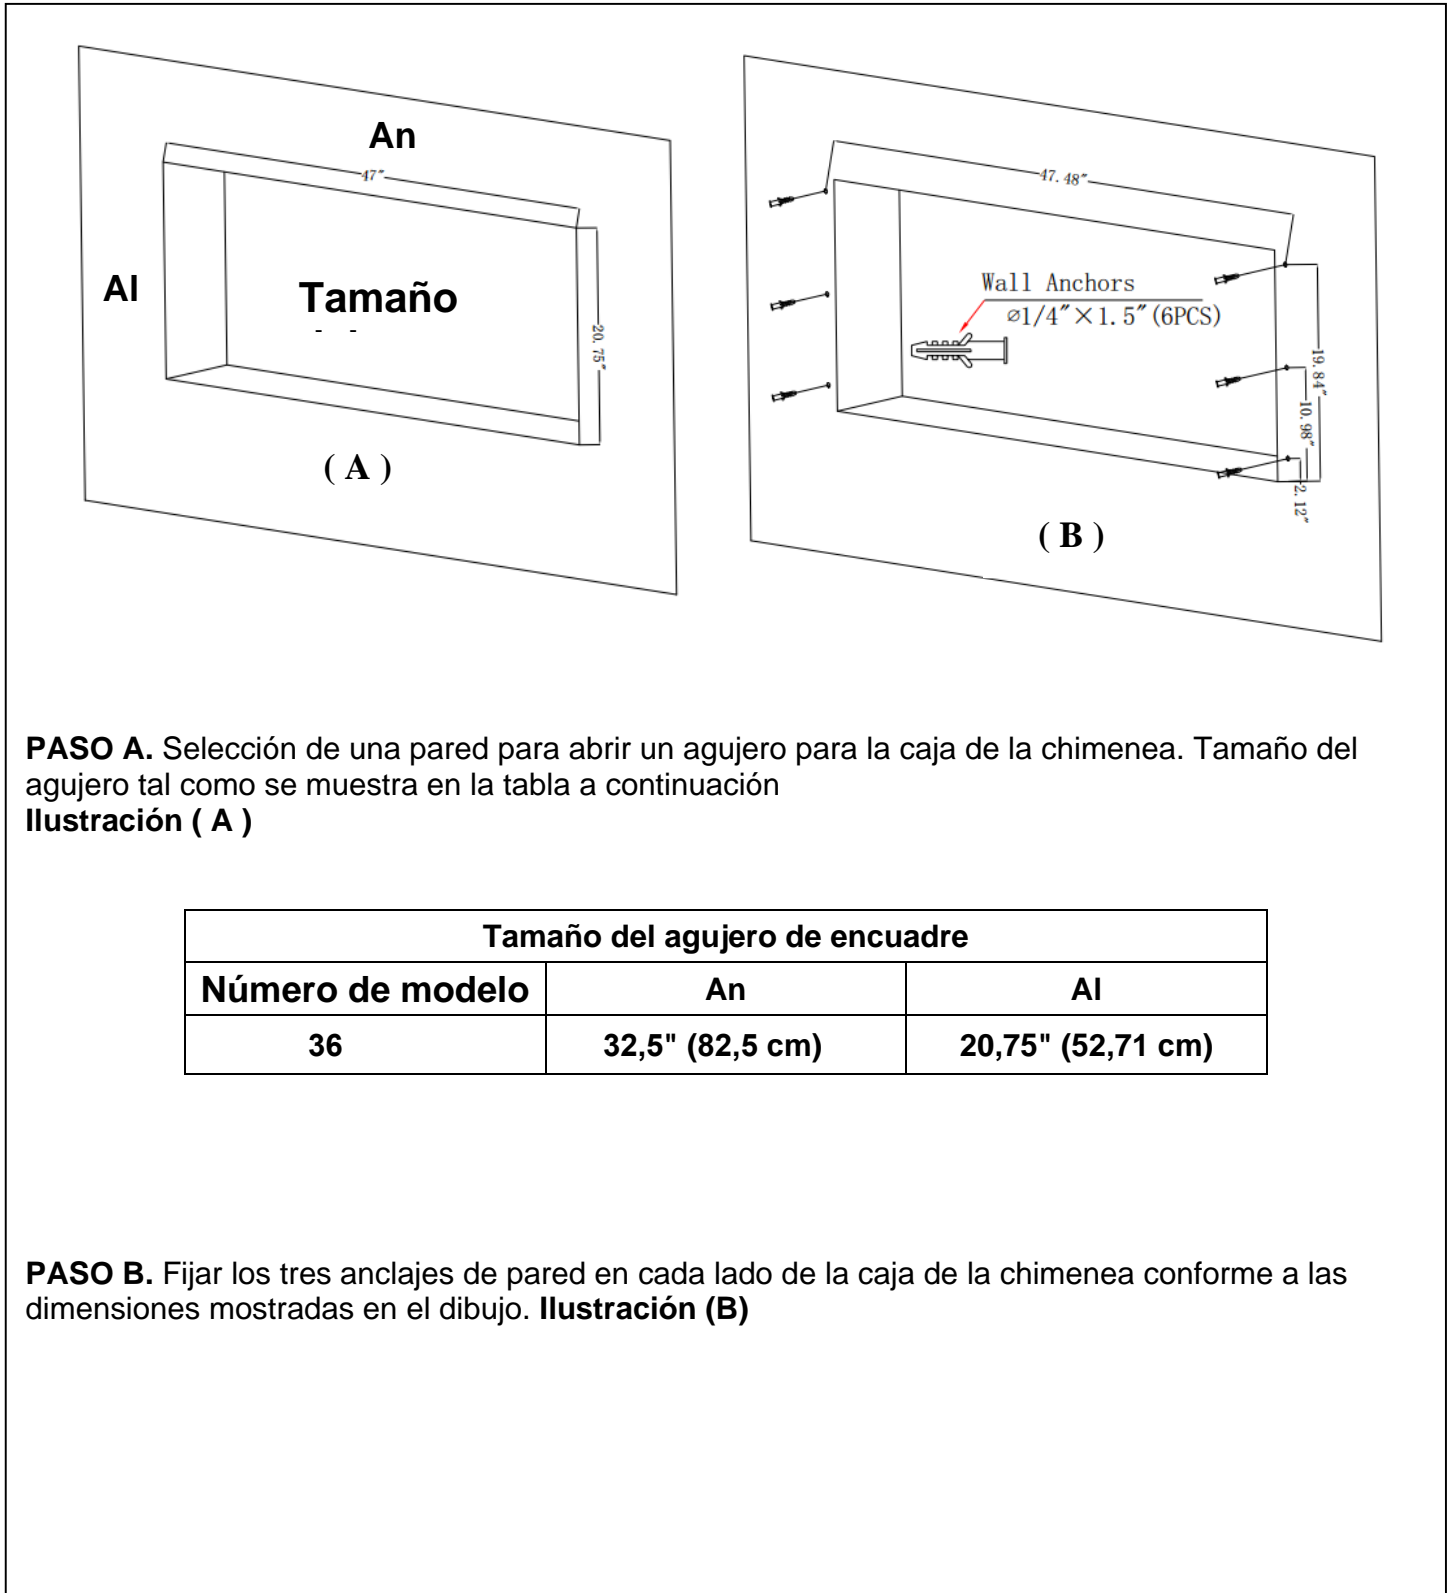 An
47"
Al
Tamaño
20.75"
( A )
47.48"
Wall Anchors
⌀1/4"×1.5"(6PCS)
19.84"
10.98"
2.12"
( B )
PASO A. Selección de una pared para abrir un agujero para la caja de la chimenea. Tamaño del
agujero tal como se muestra en la tabla a continuación
Ilustración ( A )
Tamaño del agujero de encuadre
Número de modelo An Al
36 32,5" (82,5 cm) 20,75" (52,71 cm)
PASO B. Fijar los tres anclajes de pared en cada lado de la caja de la chimenea conforme a las
dimensiones mostradas en el dibujo. Ilustración (B)